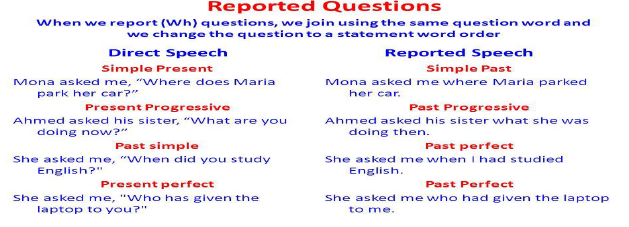 Reported Questions
When we report (Wh) questions, we join using the same question word and
we change the question to a statement word order
Direct Speech
Simple Present
Mona asked me, “Where does Maria
park her car?”
Present Progressive
Ahmed asked his sister, “What are you
doing now?”
Past simple
She asked me, “When did you study
English?"
Present perfect
She asked me, "Who has given the
laptop to you?"
Reported Speech
Simple Past
Mona asked me where Maria parked
her car.
Past Progressive
Ahmed asked his sister what she was
doing then.
Past perfect
She asked me when I had studied
English.
Past Perfect
She asked me who had given the laptop
to me.